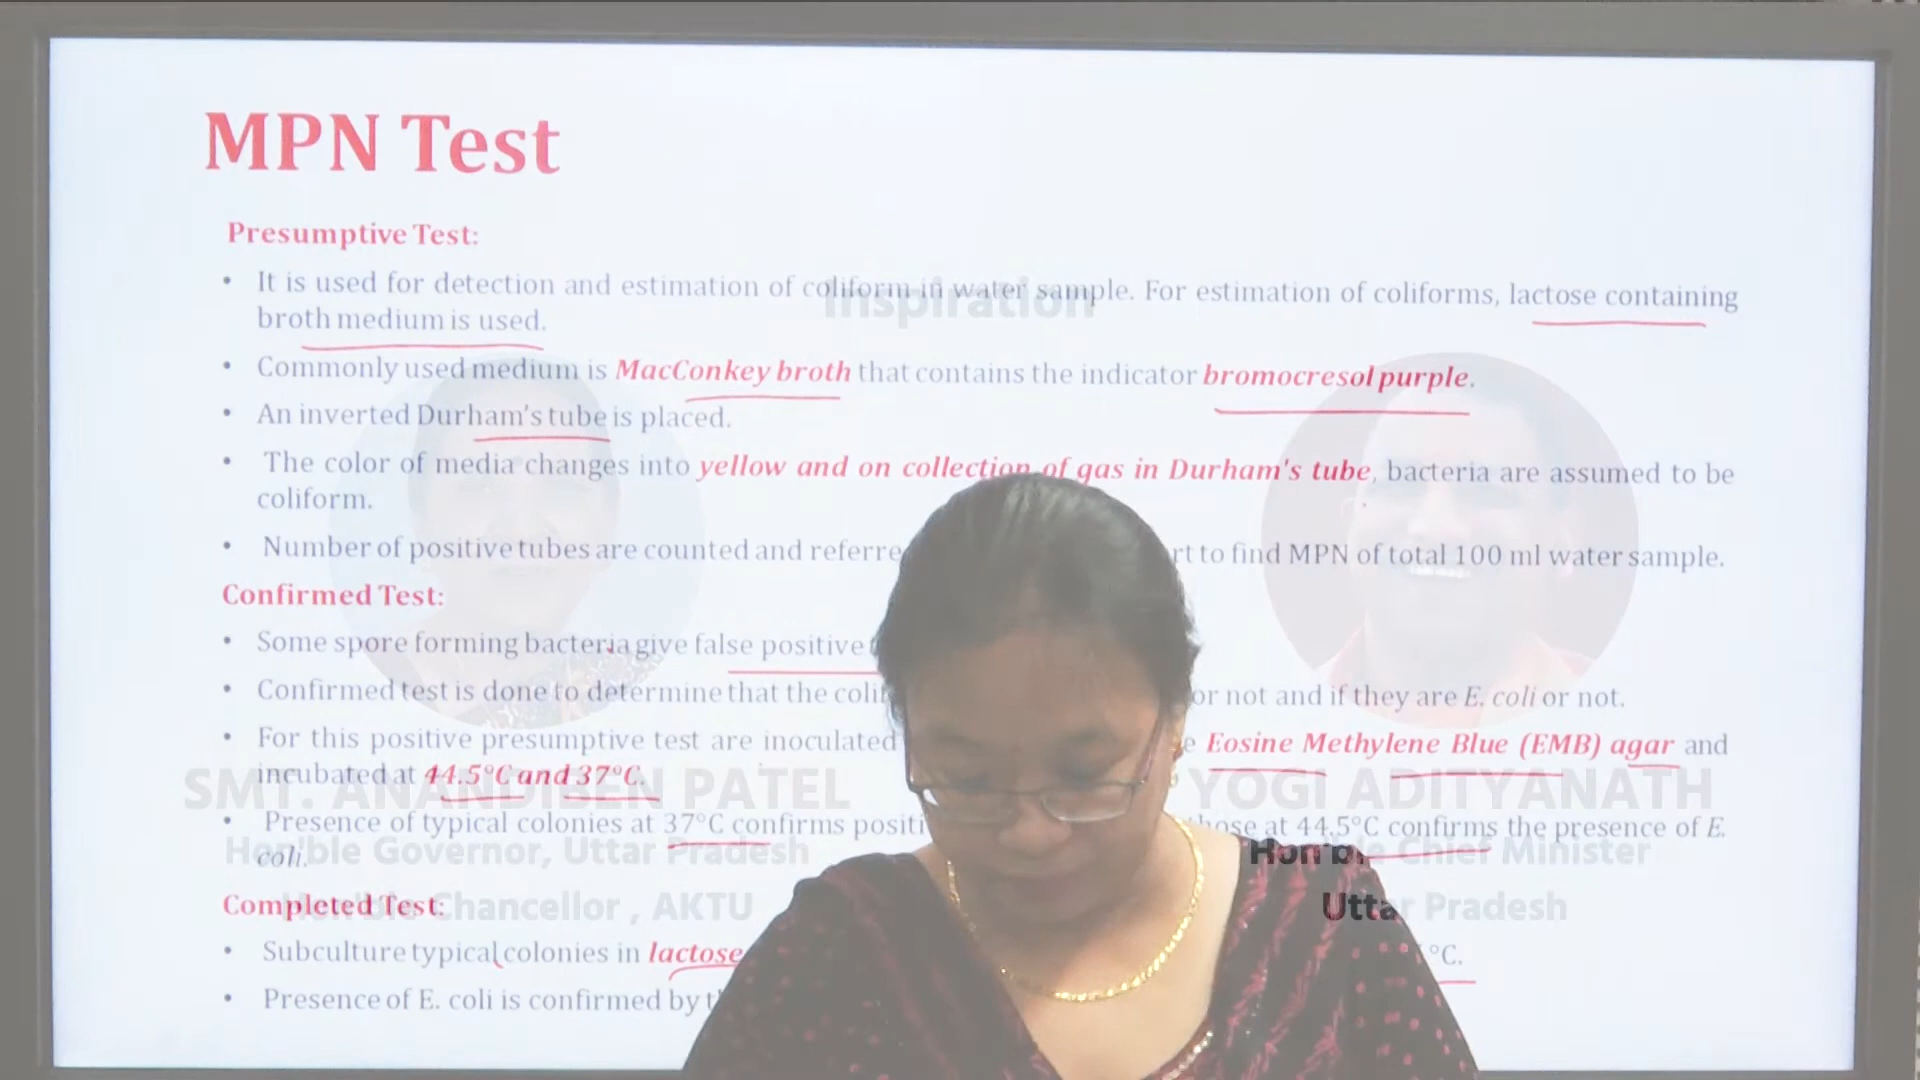 MPN Test
Presumptive Test:
• It is used for detection and estimation of coliform in water sample. For estimation of coliforms, lactose containing
broth medium is used.
• Commonly used medium is MacConkey broth that contains the indicator bromocresol purple.
• An inverted Durham's tube is placed.
• The color of media changes into yellow and on collection of gas in Durham's tube, bacteria are assumed to be
coliform.
• Number of positive tubes are counted and to find MPN of total 100 ml water sample.
Confirmed Test:
• Some spore forming bacteria give false positive
• Confirmed test is done to determine that the or not and if they are E. coli or not.
• For this positive presumptive test are inoculated Eosine Methylene Blue (EMB) agar and
incubated at 44.5°C and 37°C.
• Presence of typical colonies at 37°C confirms at 44.5°C confirms the presence of E.
coli.
Completed Test:
• Subculture typical colonies in lactose °C.
• Presence of E. coli is confirmed by
Inspiration
SMT. ANANDIBEN PATEL
Hon'ble Governor, Uttar Pradesh
Hon'ble Chancellor , AKTU
YOGI ADITYANATH
Hon'ble Chief Minister
Uttar Pradesh